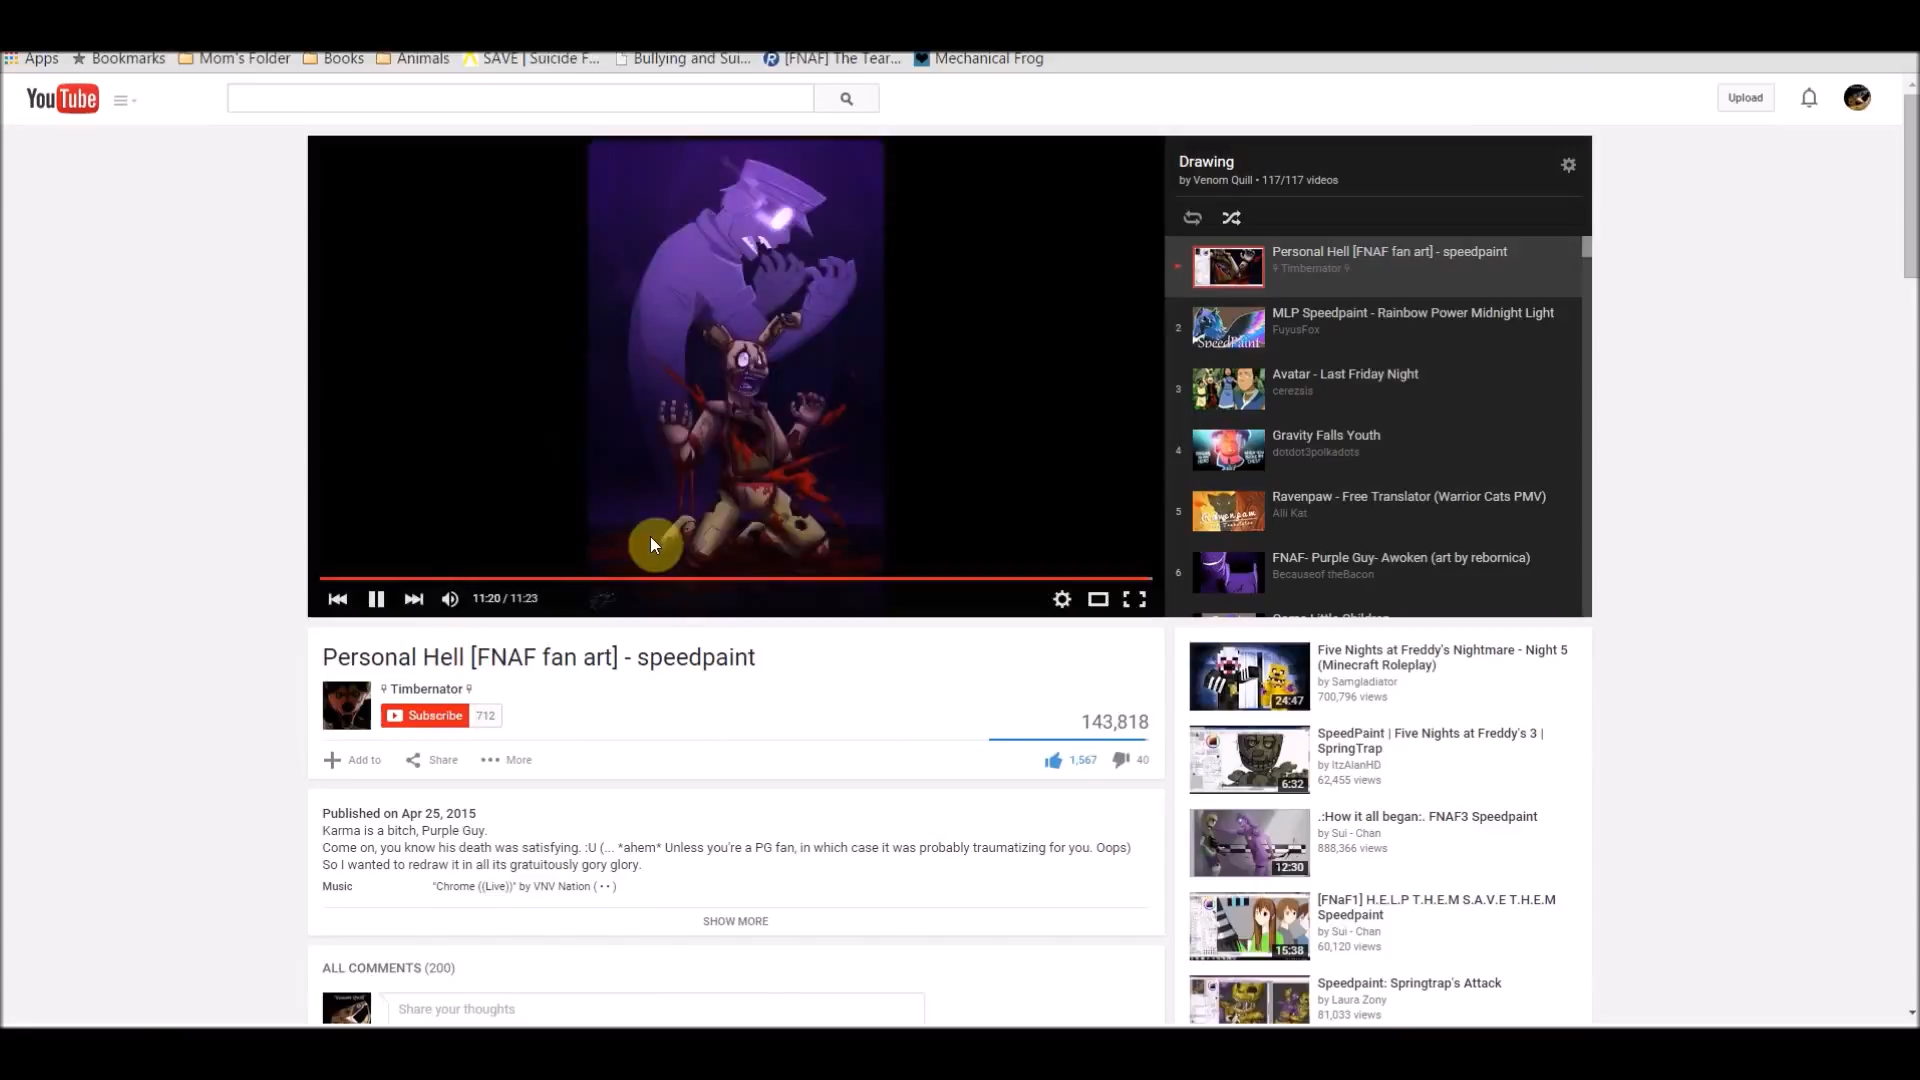 Apps Bookmarks Mom's Folder Books Animals SAVE | Suicide F... Bullying and Sui... [FNAF] The Tear... Mechanical Frog
YouTube
Upload
Drawing
by Venom Quill • 117/117 videos
Personal Hell [FNAF fan art] - speedpaint
Timbernator
2
MLP Speedpaint - Rainbow Power Midnight Light
FuyusFox
SpeedPaint
3
Avatar - Last Friday Night
cerezsis
4
Gravity Falls Youth
dotdot3polkadots
5
Ravenpaw - Free Translator (Warrior Cats PMV)
Alli Kat
6
FNAF- Purple Guy- Awoken (art by rebornica)
Becauseof theBacon
11:20 / 11:23
Personal Hell [FNAF fan art] - speedpaint
Timbernator
Subscribe 712
143,818
Add to Share More
1,567 40
Published on Apr 25, 2015
Karma is a bitch, Purple Guy.
Come on, you know his death was satisfying. :U (... *ahem* Unless you're a PG fan, in which case it was probably traumatizing for you. Oops)
So I wanted to redraw it in all its gratuitously gory glory.
Music "Chrome ((Live))" by VNV Nation ( • • )
SHOW MORE
ALL COMMENTS (200)
Share your thoughts
Five Nights at Freddy's Nightmare - Night 5
(Minecraft Roleplay)
by Samgladiator
700,796 views
24:47
SpeedPaint | Five Nights at Freddy's 3 |
SpringTrap
by ItzAlanHD
62,455 views
6:32
.:How it all began:. FNAF3 Speedpaint
by Sui - Chan
888,366 views
12:30
[FNaF1] H.E.L.P T.H.E.M S.A.V.E T.H.E.M
Speedpaint
by Sui - Chan
60,120 views
15:38
Speedpaint: Springtrap's Attack
by Laura Zony
81,033 views